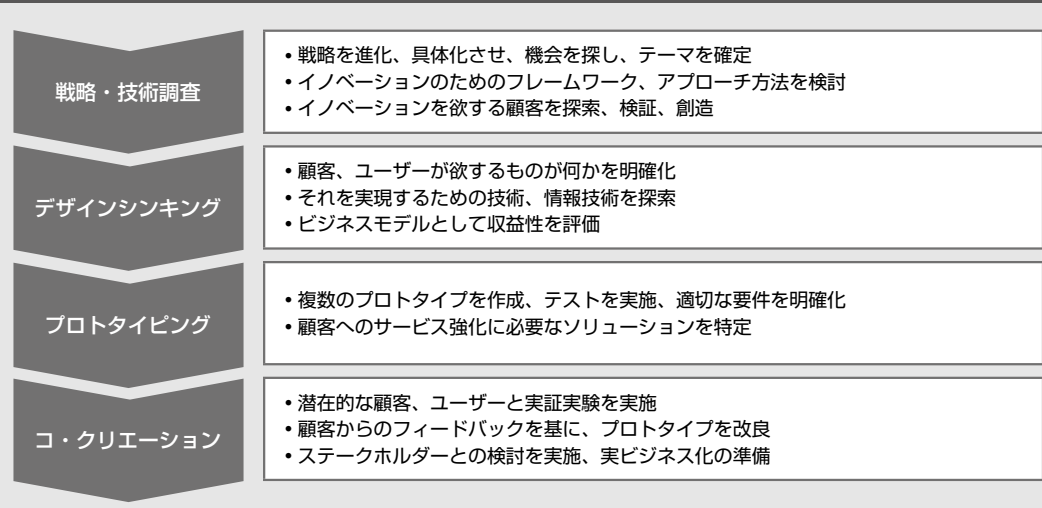 戦略・技術調査
• 戦略を進化、具体化させ、機会を探し、テーマを確定
• イノベーションのためのフレームワーク、アプローチ方法を検討
• イノベーションを欲する顧客を探索、検証、創造
デザインシンキング
• 顧客、ユーザーが欲するものが何かを明確化
• それを実現するための技術、情報技術を探索
• ビジネスモデルとして収益性を評価
プロトタイピング
• 複数のプロトタイプを作成、テストを実施、適切な要件を明確化
• 顧客へのサービス強化に必要なソリューションを特定
コ・クリエーション
• 潜在的な顧客、ユーザーと実証実験を実施
• 顧客からのフィードバックを基に、プロトタイプを改良
• ステークホルダーとの検討を実施、実ビジネス化の準備